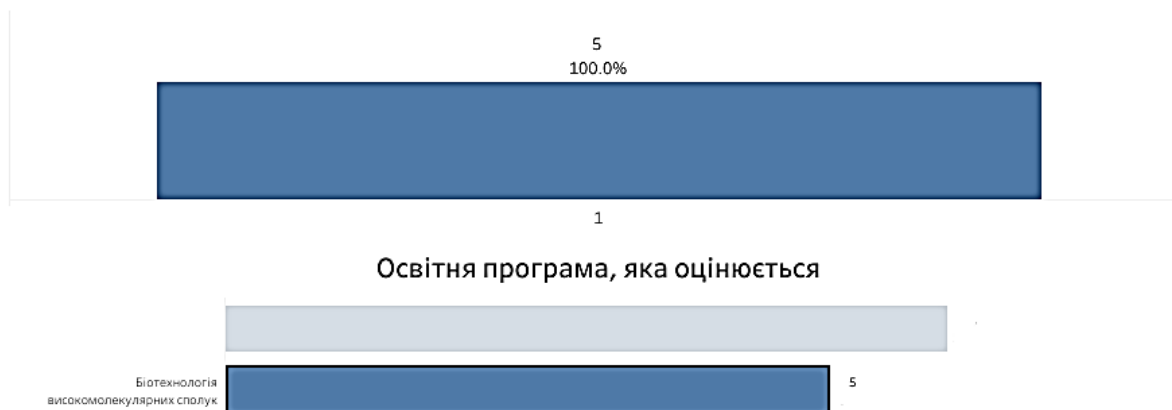 5
100.0%
1
Освітня програма, яка оцінюється
Біотехнологія
високомолекулярних сполук
5